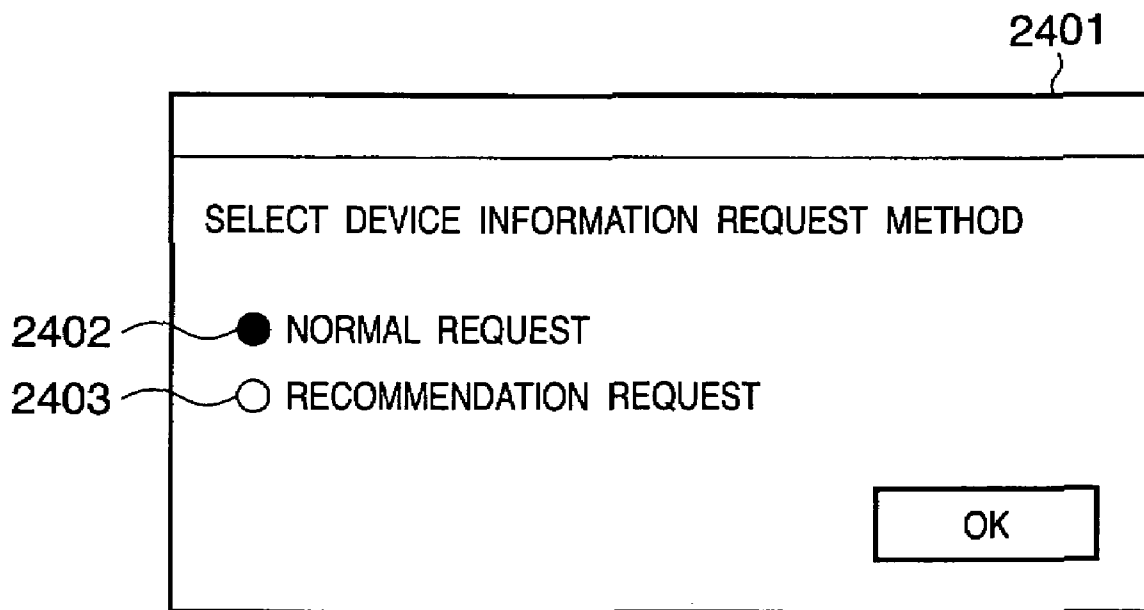 2401
SELECT DEVICE INFORMATION REQUEST METHOD
2402 NORMAL REQUEST
2403 RECOMMENDATION REQUEST
OK